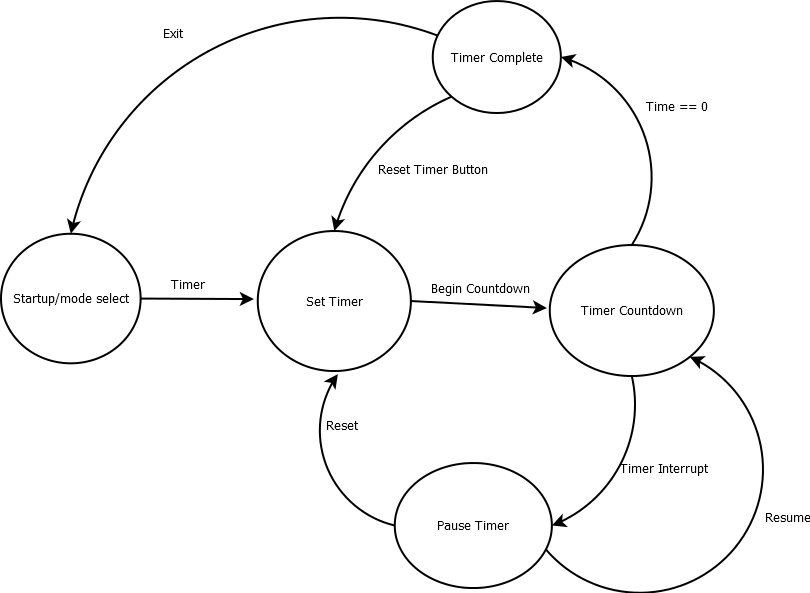 Exit
Timer Complete
Time == 0
Reset Timer Button
Timer
Begin Countdown
Startup/mode select
Set Timer
Timer Countdown
Reset
Timer Interrupt
Pause Timer
Resume